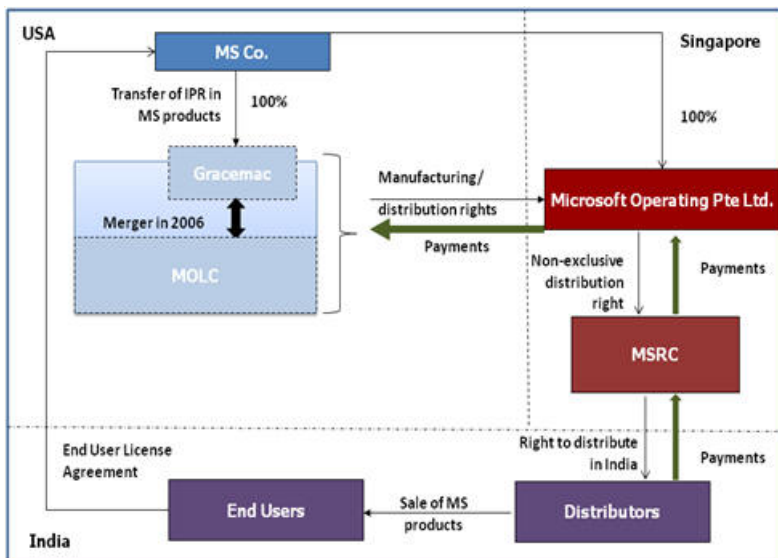 USA
MS Co.
Singapore
Transfer of IPR in
MS products
100%
100%
Gracemac
Manufacturing/
distribution rights
Microsoft Operating Pte Ltd.
Merger in 2006
Payments
Non-exclusive
distribution
right
Payments
MOLC
MSRC
End User License
Agreement
Right to distribute
in India
Payments
End Users
Sale of MS
products
Distributors
India